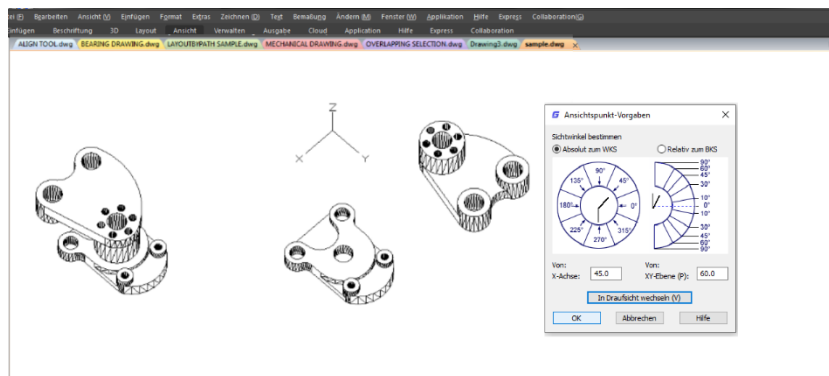 Bearbeiten Ansicht (V) Einfügen Format Extras Zeichnen (D) Text Bemaßung Ändern (M) Fenster (W) Applikation Hilfe Express Collaboration(G)
Einfügen Beschriftung 3D Layout Ansicht Verwalten Ausgabe Cloud Application Hilfe Express Collaboration
ALIGN TOOL.dwg BEARING DRAWING.dwg LAYOUTBYPATH SAMPLE.dwg MECHANICAL DRAWING.dwg OVERLAPPING SELECTION.dwg Drawing3.dwg sample.dwg
Z
X Y
Ansichtspunkt-Vorgaben
Sichtwinkel bestimmen
Absolut zum WKS Relativ zum BKS
90°
135° 45°
180° 0°
225° 315°
270°
90°
60°
45°
30°
10°
0°
10°
30°
45°
60°
90°
Von: Von:
X-Achse: 45.0 XY-Ebene (P): 60.0
In Draufsicht wechseln (V)
OK Abbrechen Hilfe